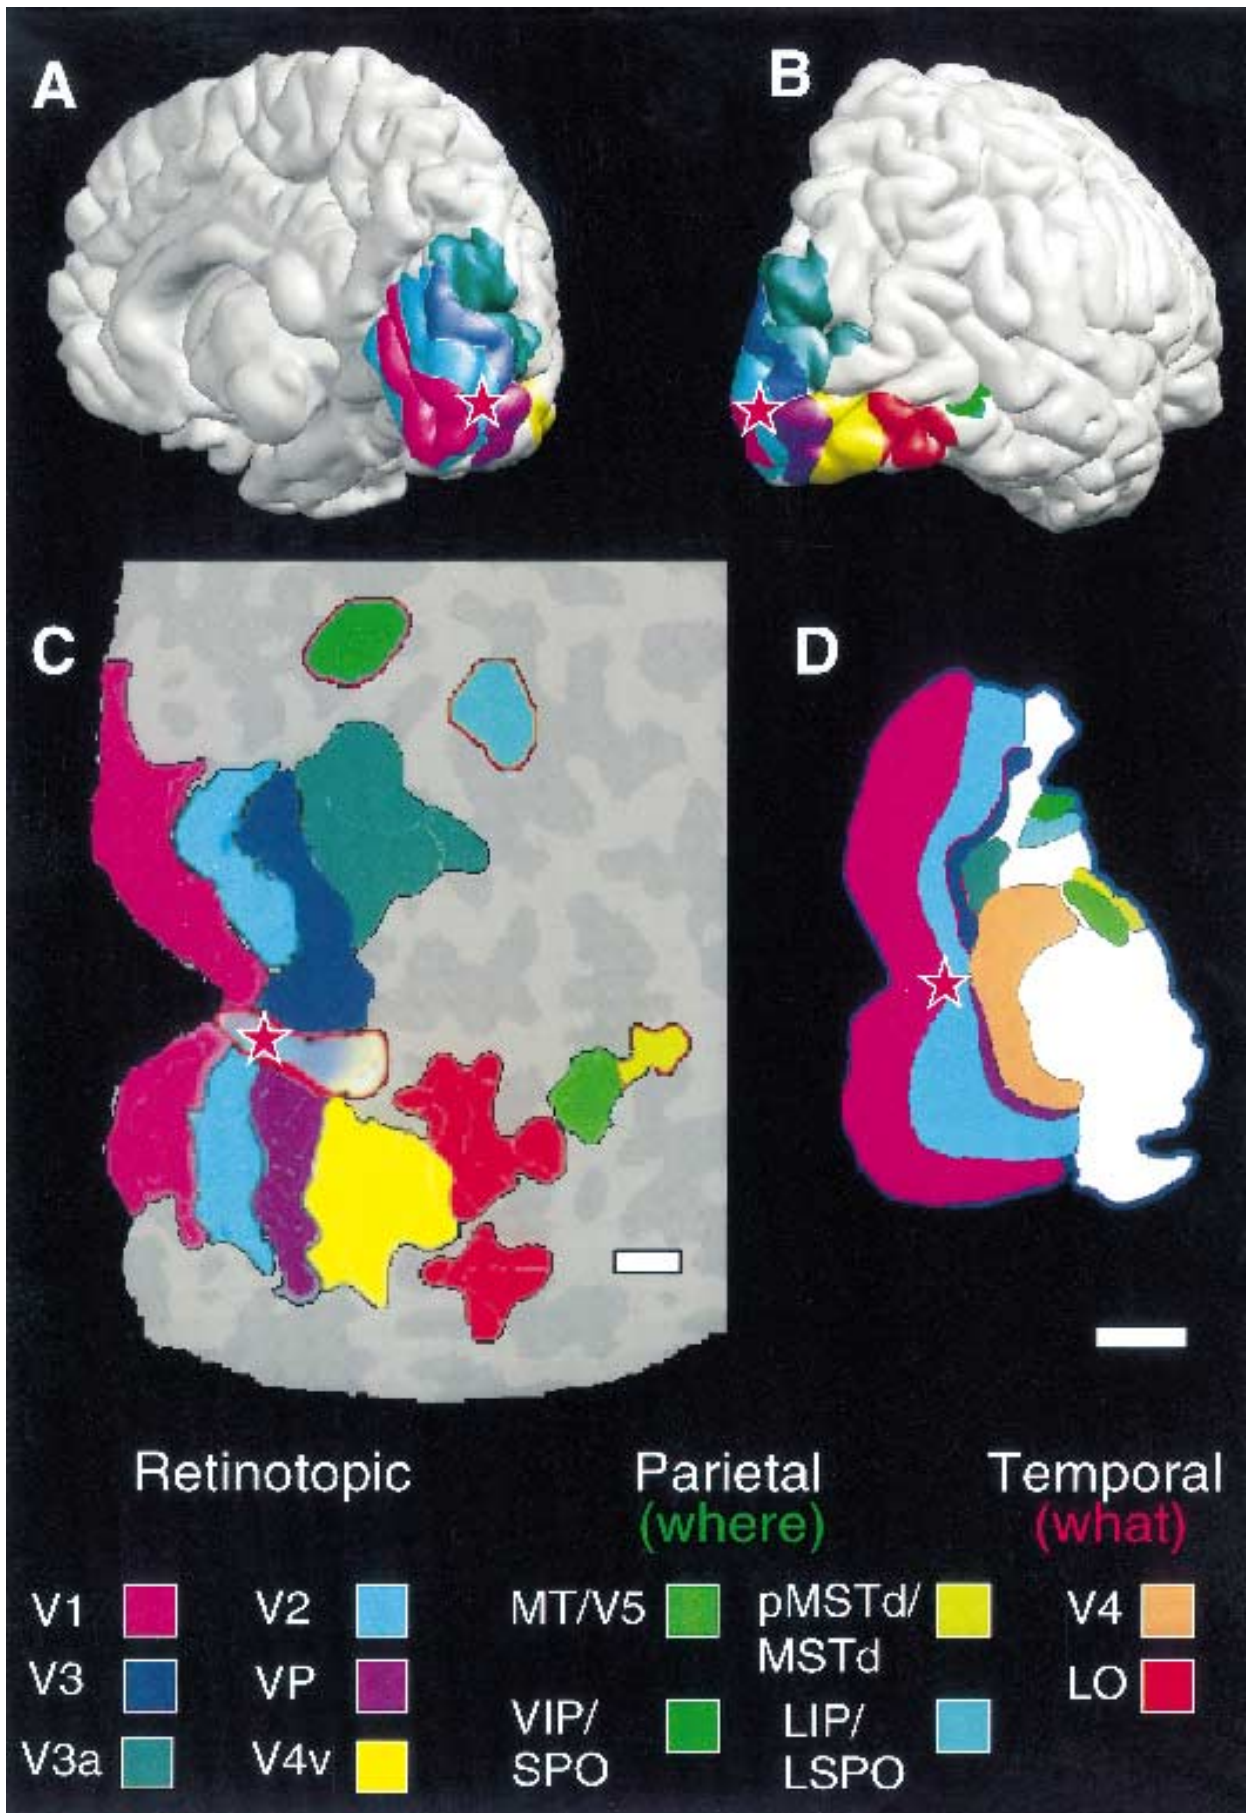 A
B
C
D
Retinotopic
Parietal
(where)
Temporal
(what)
V1
V2
V3
VP
V3a
V4v
MT/V5
pMSTd/
MSTd
VIP/
SPO
LIP/
LSPO
V4
LO